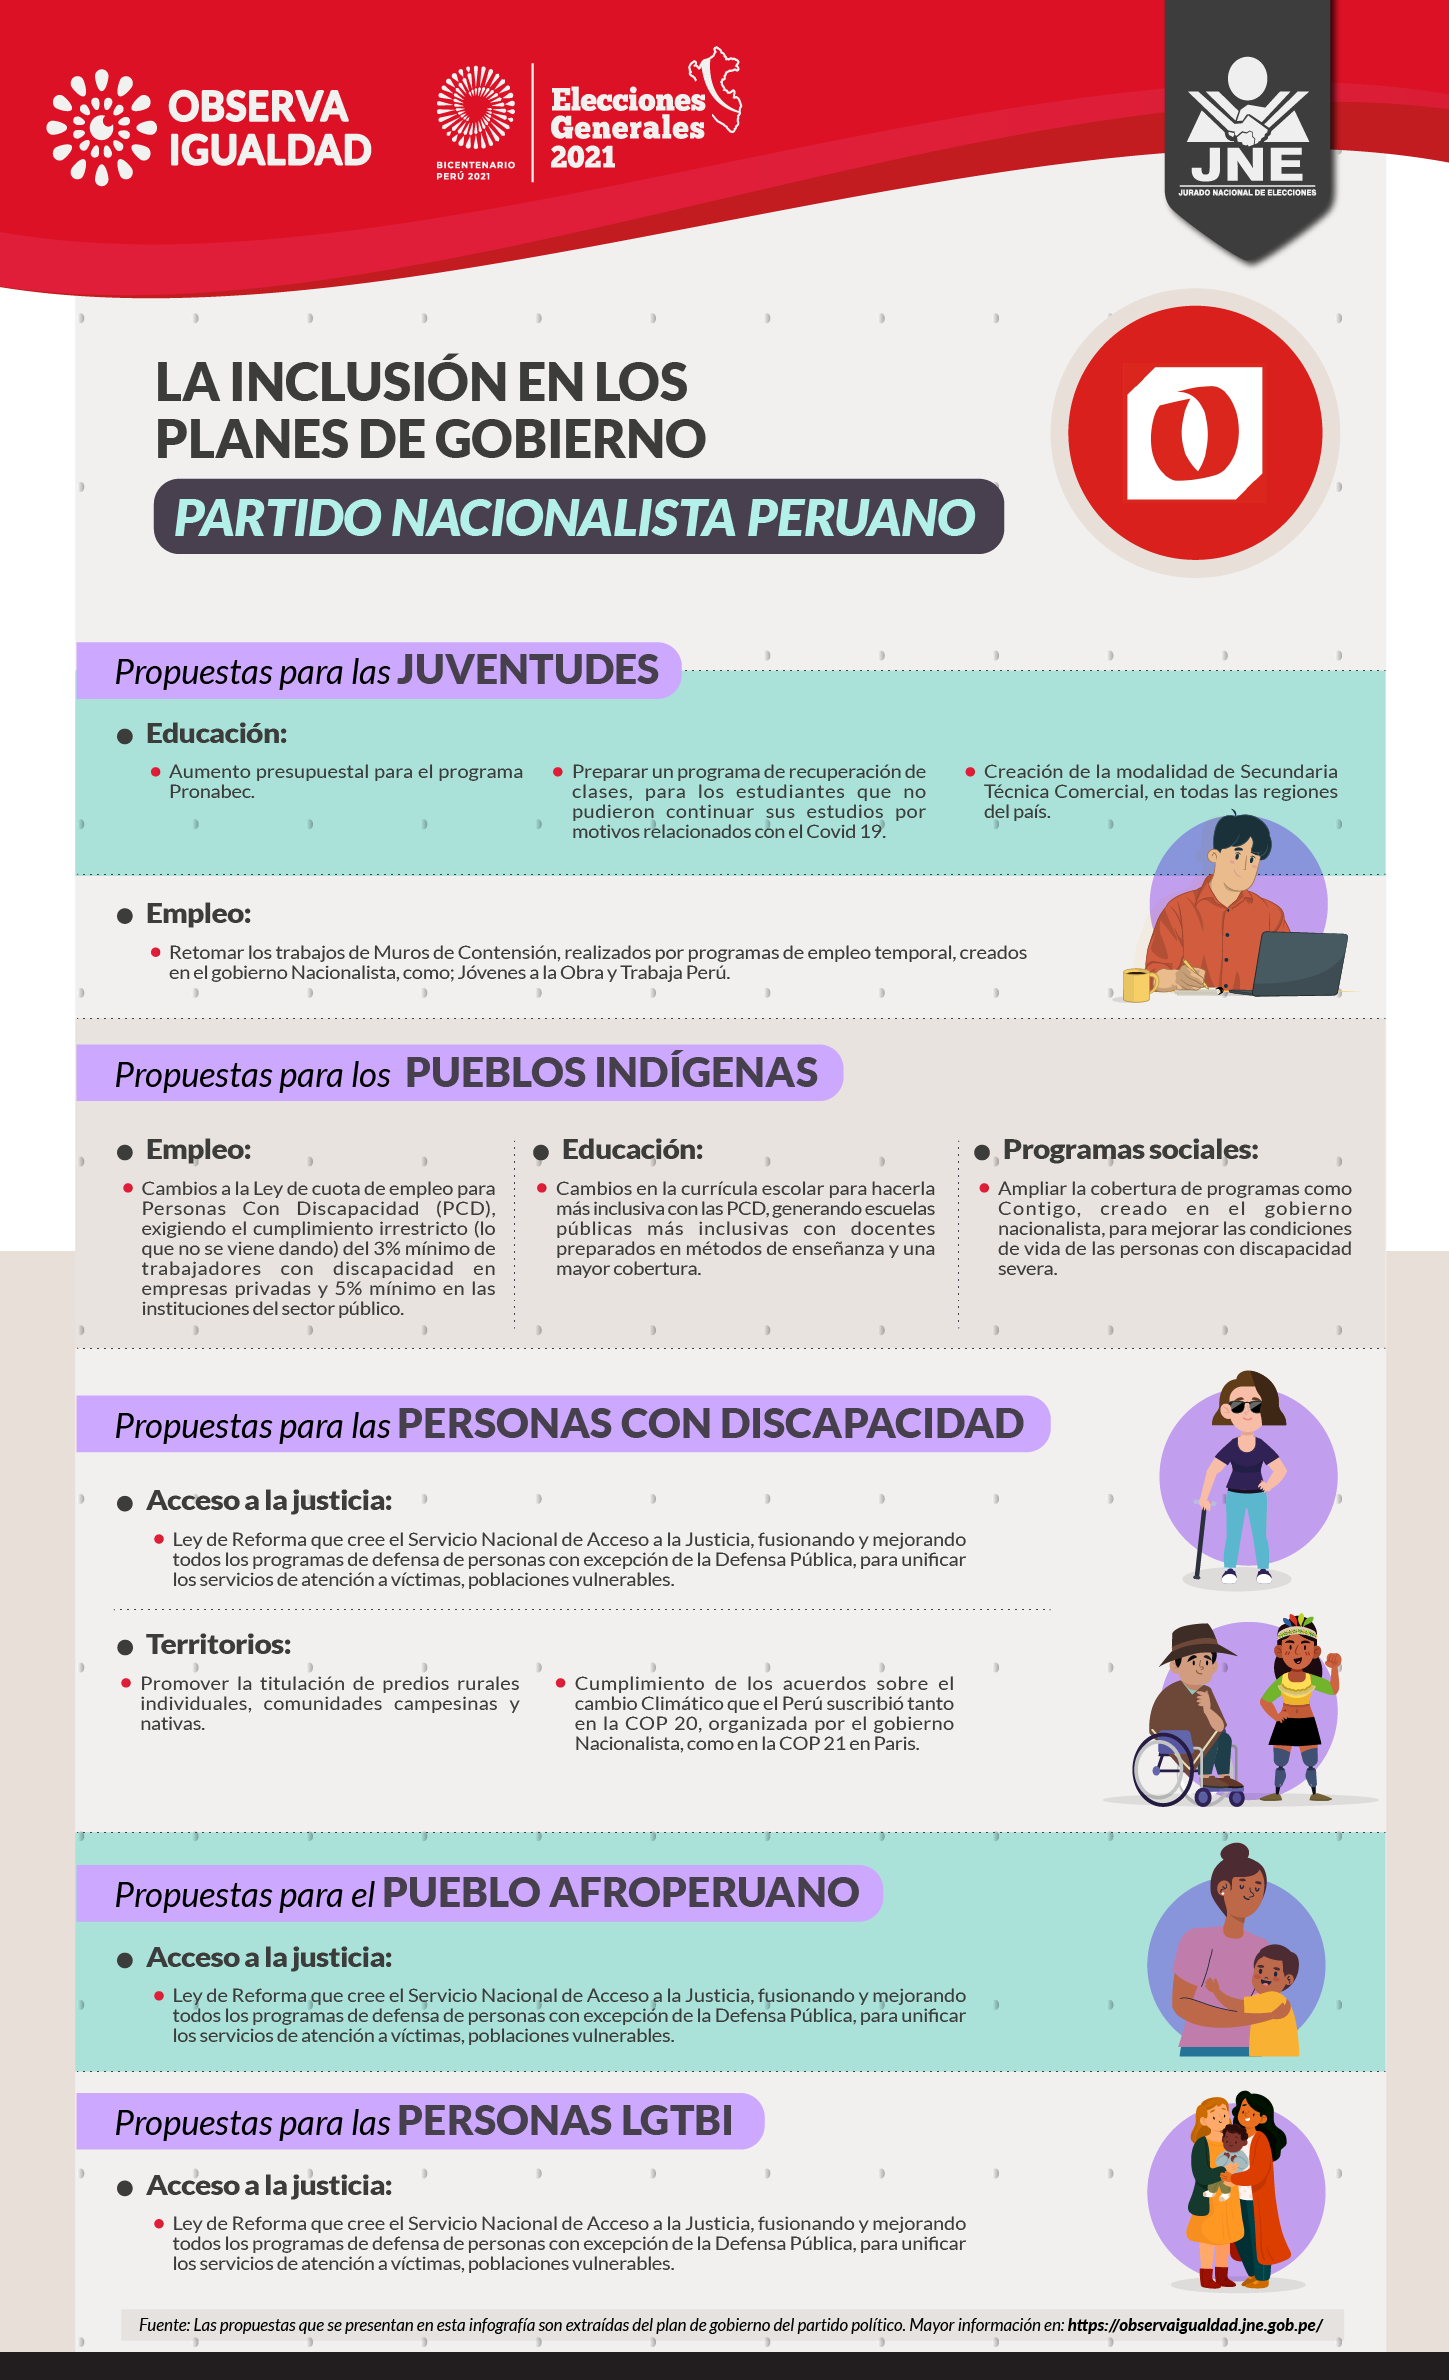 OBSERVA
IGUALDAD
BICENTENARIO
PERÚ 2021
Elecciones
Generales
2021
JNE
JURADO NACIONAL DE ELECCIONES
LA INCLUSIÓN EN LOS
PLANES DE GOBIERNO
PARTIDO NACIONALISTA PERUANO
Propuestas para las JUVENTUDES
Educación:
Aumento presupuestal para el programa
Pronabec.
Preparar un programa de recuperación de
clases, para los estudiantes que no
pudieron continuar sus estudios por
motivos relacionados con el Covid 19.
Creación de la modalidad de Secundaria
Técnica Comercial, en todas las regiones
del país.
Empleo:
Retomar los trabajos de Muros de Contensión, realizados por programas de empleo temporal, creados
en el gobierno Nacionalista, como; Jóvenes a la Obra y Trabaja Perú.
Propuestas para los PUEBLOS INDÍGENAS
Empleo:
Cambios a la Ley de cuota de empleo para
Personas Con Discapacidad (PCD),
exigiendo el cumplimiento irrestricto (lo
que no se viene dando) del 3% mínimo de
trabajadores con discapacidad en
empresas privadas y 5% mínimo en las
instituciones del sector público.
Educación:
Cambios en la currícula escolar para hacerla
más inclusiva con las PCD, generando escuelas
públicas más inclusivas con docentes
preparados en métodos de enseñanza y una
mayor cobertura.
Programas sociales:
Ampliar la cobertura de programas como
Contigo, creado en el gobierno
nacionalista, para mejorar las condiciones
de vida de las personas con discapacidad
severa.
Propuestas para las PERSONAS CON DISCAPACIDAD
Acceso a la justicia:
Ley de Reforma que cree el Servicio Nacional de Acceso a la Justicia, fusionando y mejorando
todos los programas de defensa de personas con excepción de la Defensa Pública, para unificar
los servicios de atención a víctimas, poblaciones vulnerables.
Territorios:
Promover la titulación de predios rurales
individuales, comunidades campesinas y
nativas.
Cumplimiento de los acuerdos sobre el
cambio Climático que el Perú suscribió tanto
en la COP 20, organizada por el gobierno
Nacionalista, como en la COP 21 en Paris.
Propuestas para el PUEBLO AFROPERUANO
Acceso a la justicia:
Ley de Reforma que cree el Servicio Nacional de Acceso a la Justicia, fusionando y mejorando
todos los programas de defensa de personas con excepción de la Defensa Pública, para unificar
los servicios de atención a víctimas, poblaciones vulnerables.
Propuestas para las PERSONAS LGTBI
Acceso a la justicia:
Ley de Reforma que cree el Servicio Nacional de Acceso a la Justicia, fusionando y mejorando
todos los programas de defensa de personas con excepción de la Defensa Pública, para unificar
los servicios de atención a víctimas, poblaciones vulnerables.
Fuente: Las propuestas que se presentan en esta infografía son extraídas del plan de gobierno del partido político. Mayor información en: https://observaigualdad.jne.gob.pe/